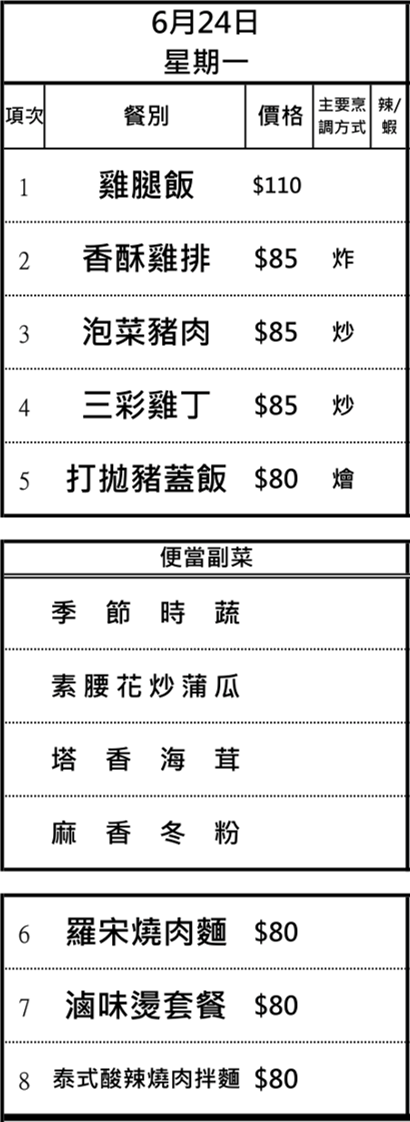 6月24日
星期一
項次 餐別 價格 主要烹調方式 辣/蝦
1 雞腿飯 $110
2 香酥雞排 $85 炸
3 泡菜豬肉 $85 炒
4 三彩雞丁 $85 炒
5 打拋豬蓋飯 $80 燴
便當副菜
季節時蔬
素腰花炒蒲瓜
塔香海茸
麻香冬粉
6 羅宋燒肉麵 $80
7 滷味燙套餐 $80
8 泰式酸辣燒肉拌麵 $80